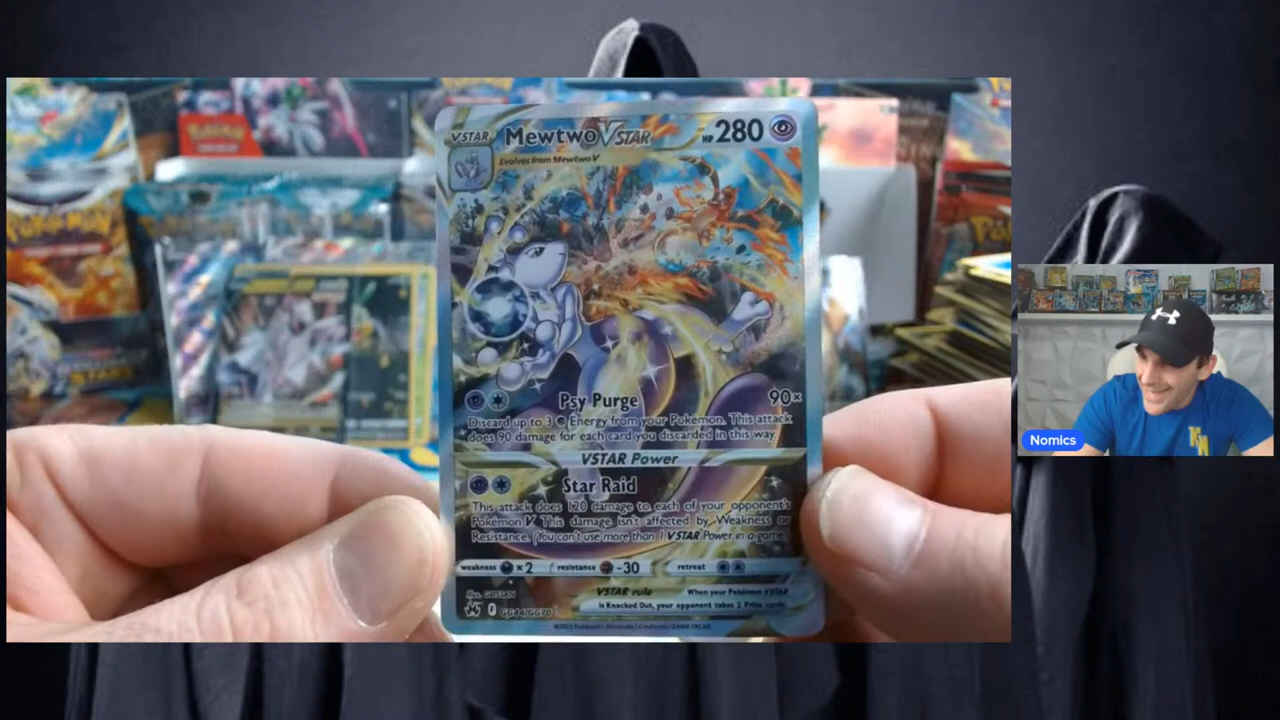 VSTAR
Mewtwo VSTAR
HP 280
Evolves from Mewtwo V
Psy Purge 90×
Discard up to 3 Energy from your Pokémon. This attack
does 90 damage for each card you discarded in this way.
VSTAR Power
Star Raid
This attack does 120 damage to each of your opponent's
Pokémon V. This damage isn't affected by Weakness or
Resistance. (You can't use more than 1 VSTAR Power in a game.)
weakness ×2 resistance -30 retreat
VSTAR rule When your Pokémon VSTAR
is Knocked Out, your opponent takes 2 Prize cards.
GG44/GG70
Pokémon
POKÉMON
Nomics